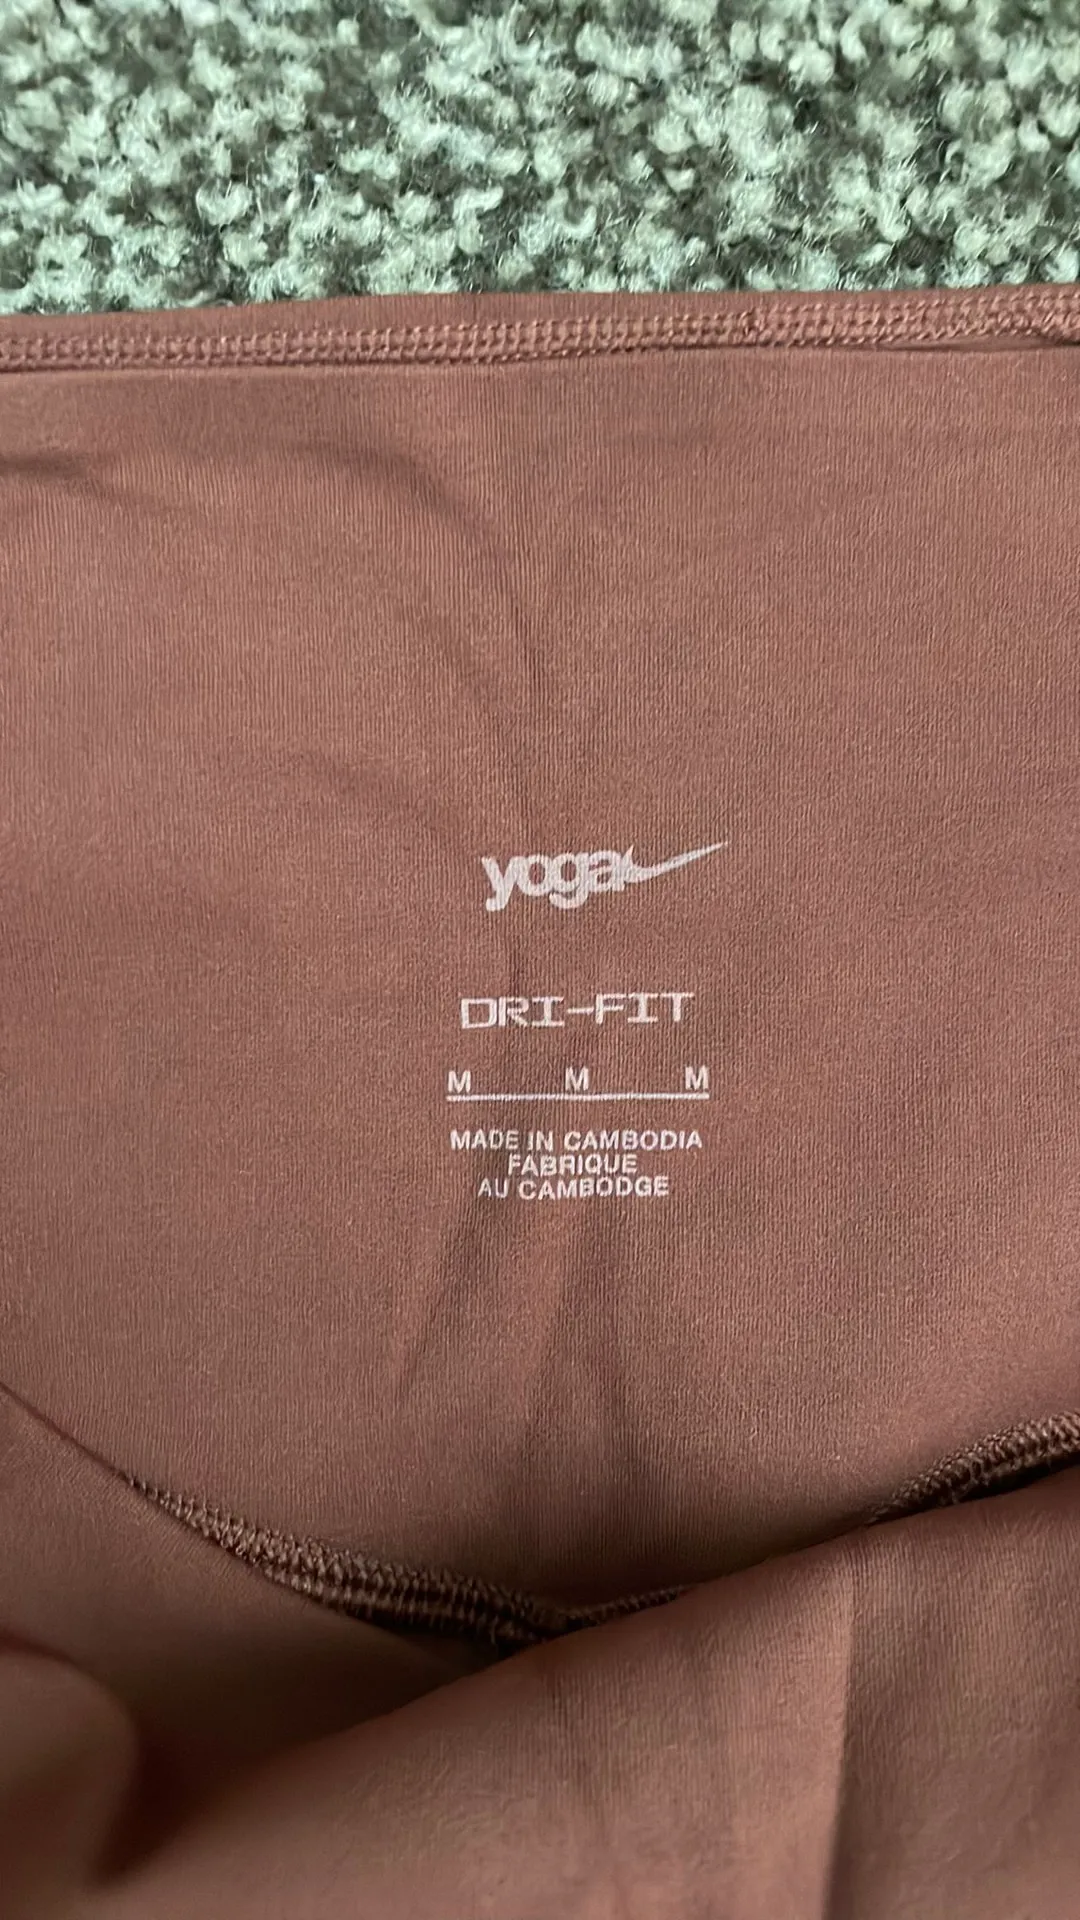 yoga
DRI-FIT
M M M
MADE IN CAMBODIA
FABRIQUE
AU CAMBODGE